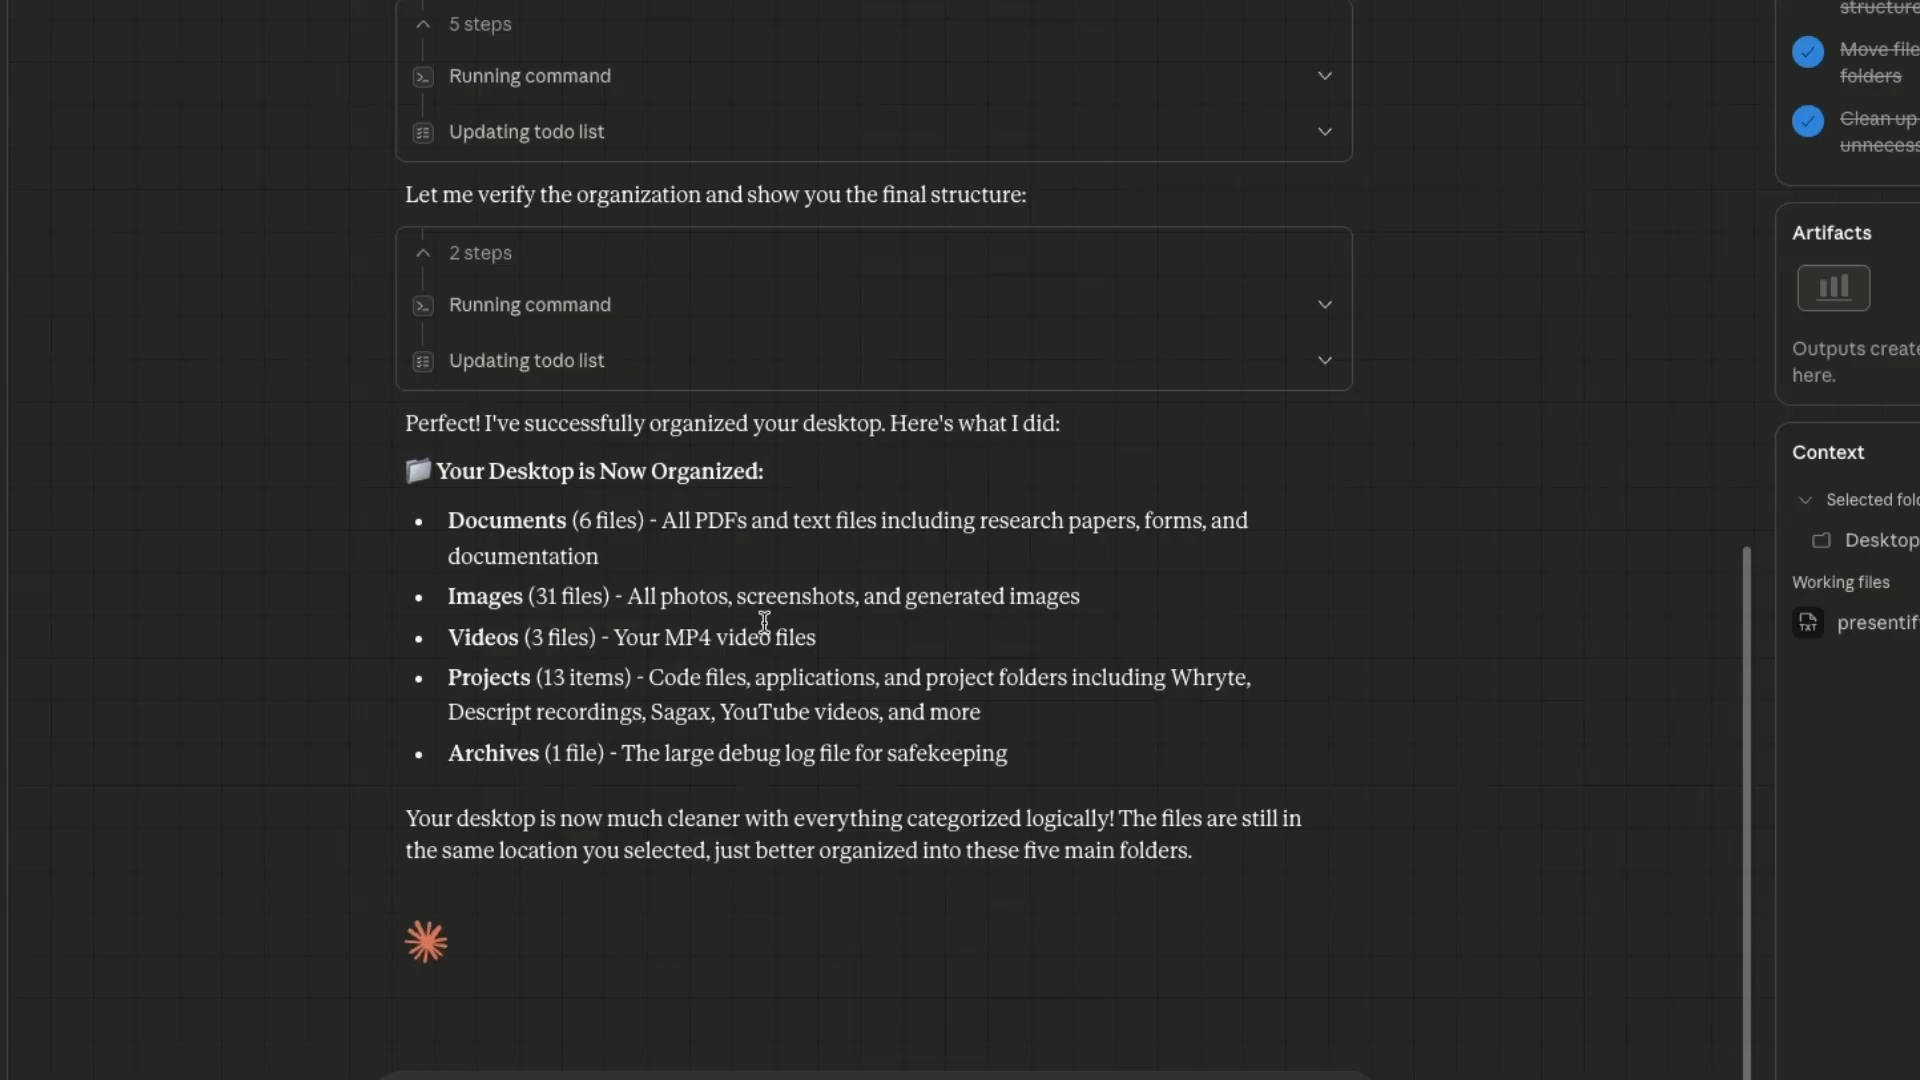 5 steps
Running command
Updating todo list
Let me verify the organization and show you the final structure:
2 steps
Running command
Updating todo list
Perfect! I've successfully organized your desktop. Here's what I did:
Your Desktop is Now Organized:
• Documents (6 files) - All PDFs and text files including research papers, forms, and
documentation
• Images (31 files) - All photos, screenshots, and generated images
• Videos (3 files) - Your MP4 video files
• Projects (13 items) - Code files, applications, and project folders including Whryte,
Descript recordings, Sagax, YouTube videos, and more
• Archives (1 file) - The large debug log file for safekeeping
Your desktop is now much cleaner with everything categorized logically! The files are still in
the same location you selected, just better organized into these five main folders.
structure
Move file
folders
Clean up
unnecess
Artifacts
Outputs create
here.
Context
Selected fold
Desktop
Working files
TXT
presentif